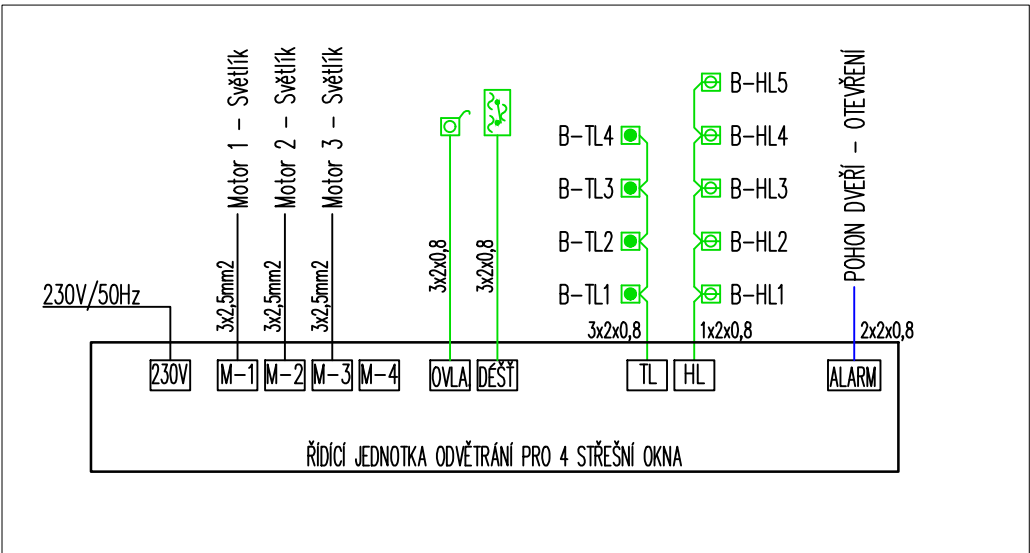 Motor 1 - Světlík
Motor 2 - Světlík
Motor 3 - Světlík
B-HL5
B-TL4
B-HL4
B-TL3
B-HL3
B-TL2
B-HL2
B-TL1
B-HL1
POHON DVEŘÍ - OTEVŘENÍ
230V/50Hz
3x2,5mm2
3x2,5mm2
3x2,5mm2
3x2x0,8
3x2x0,8
3x2x0,8
1x2x0,8
2x2x0,8
230V
M-1
M-2
M-3
M-4
OVLA.
DÉŠŤ
TL
HL
ALARM
ŘÍDÍCÍ JEDNOTKA ODVĚTRÁNÍ PRO 4 STŘEŠNÍ OKNA